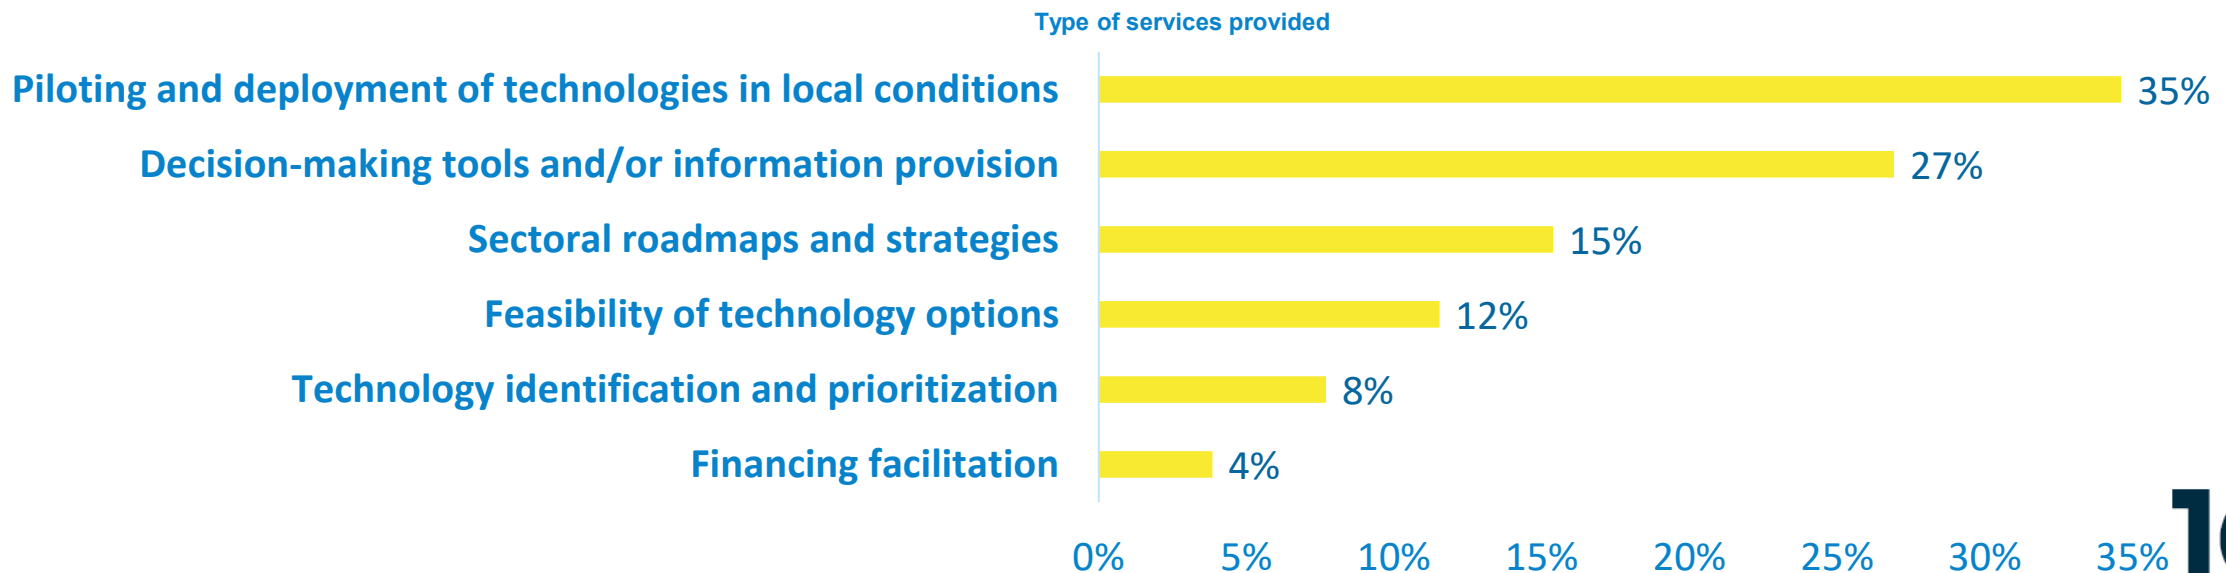 Type of services provided
Piloting and deployment of technologies in local conditions 35%
Decision-making tools and/or information provision 27%
Sectoral roadmaps and strategies 15%
Feasibility of technology options 12%
Technology identification and prioritization 8%
Financing facilitation 4%
0% 5% 10% 15% 20% 25% 30% 35%